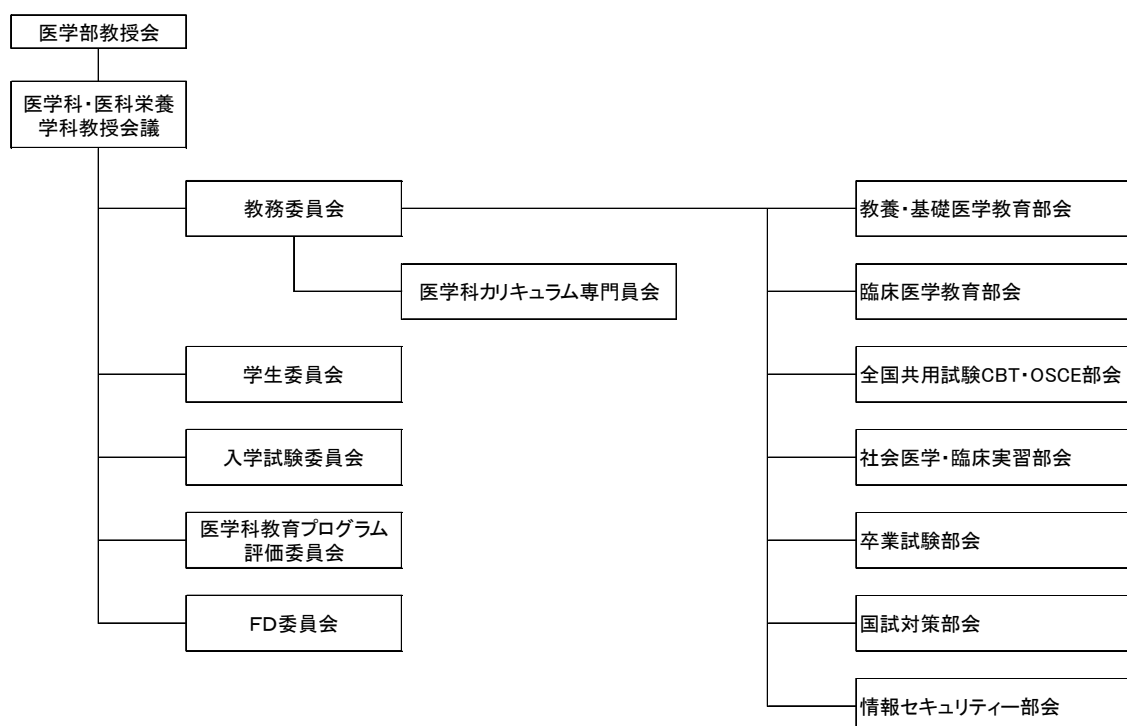 医学部教授会
医学科・医科栄養
学科教授会議
教務委員会
教養・基礎医学教育部会
医学科カリキュラム専門員会
臨床医学教育部会
学生委員会
全国共用試験CBT・OSCE部会
入学試験委員会
社会医学・臨床実習部会
医学科教育プログラム
評価委員会
卒業試験部会
FD委員会
国試対策部会
情報セキュリティー部会